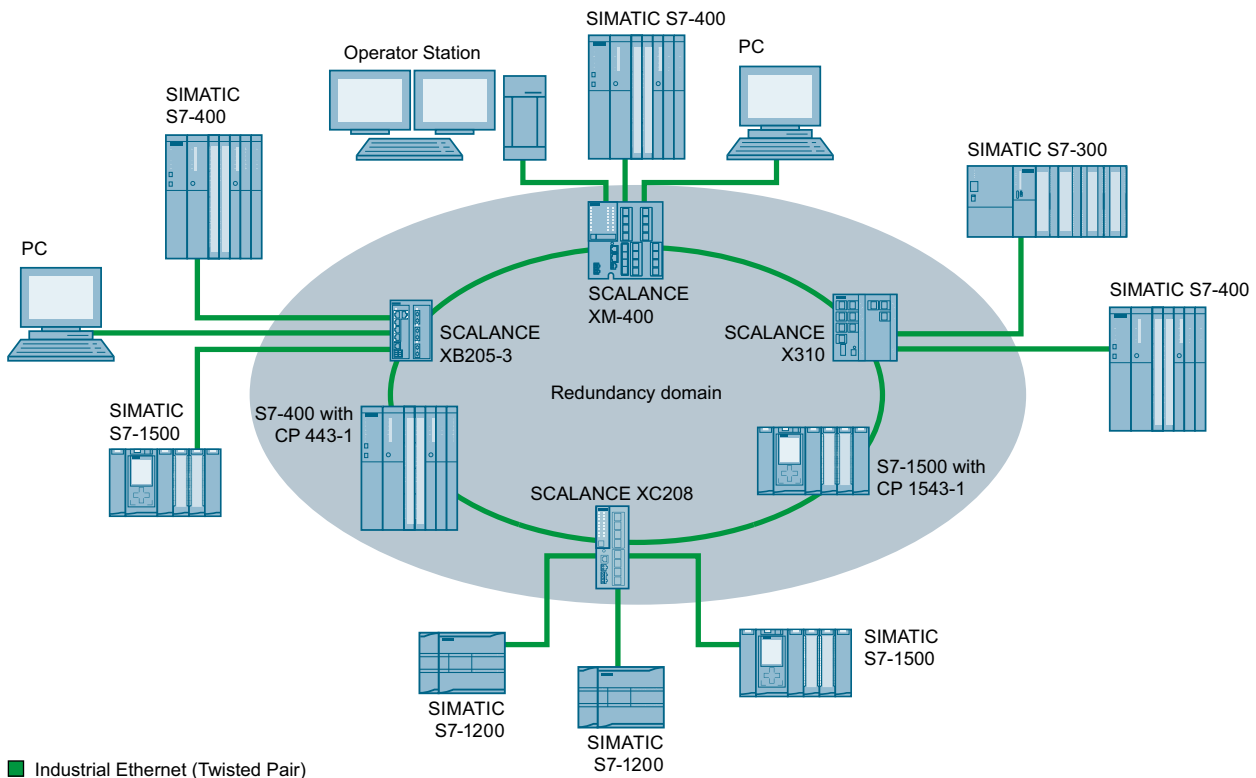 SIMATIC S7-400
Operator Station
PC
SIMATIC
S7-400
SIMATIC S7-300
PC
SCALANCE
XM-400
SIMATIC S7-400
SCALANCE
XB205-3
SCALANCE
X310
Redundancy domain
SIMATIC
S7-1500
S7-400 with
CP 443-1
S7-1500 with
CP 1543-1
SCALANCE XC208
SIMATIC
S7-1500
SIMATIC
S7-1200
SIMATIC
S7-1200
Industrial Ethernet (Twisted Pair)